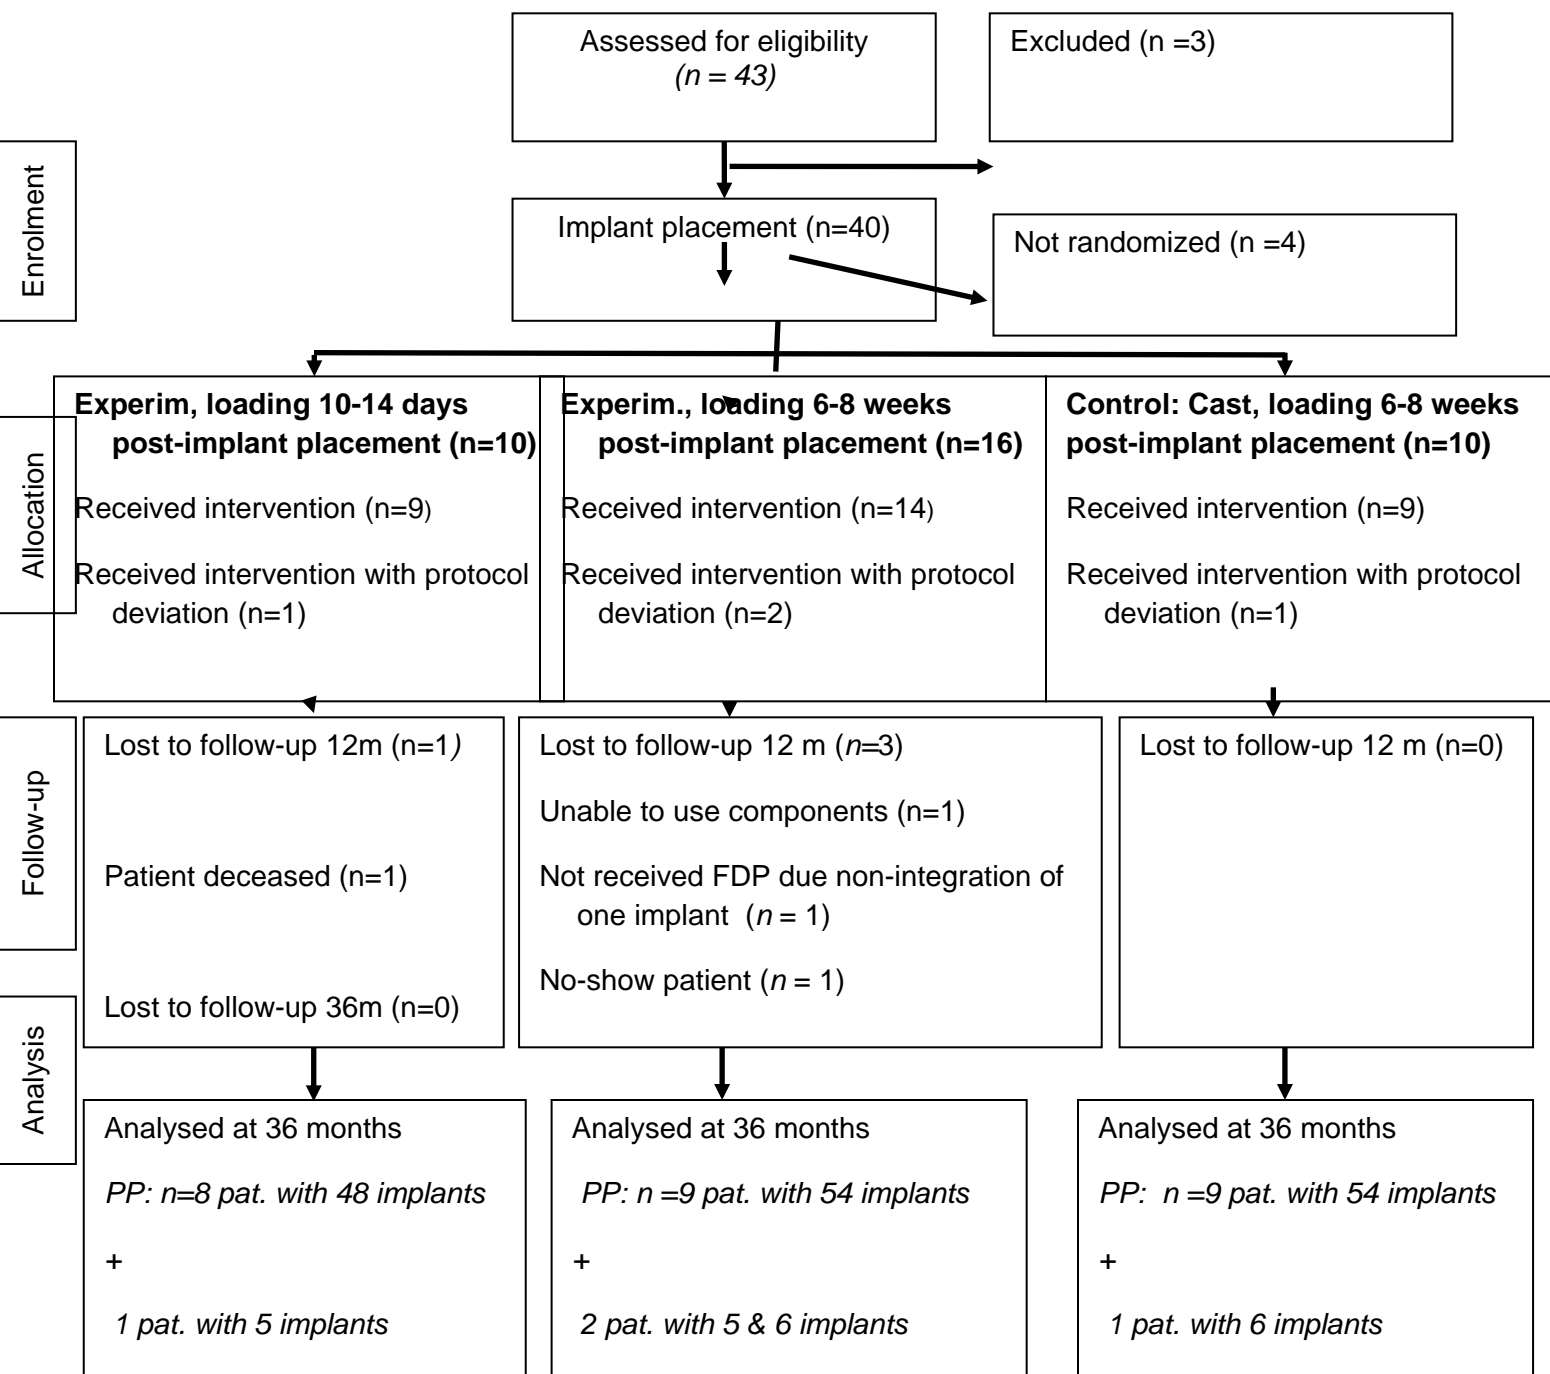 Assessed for eligibility
(n = 43)
Excluded (n =3)
Enrolment
Implant placement (n=40)
Not randomized (n =4)
Allocation
Experim, loading 10-14 days
post-implant placement (n=10)
Received intervention (n=9)
Received intervention with protocol
deviation (n=1)
Experim., loading 6-8 weeks
post-implant placement (n=16)
Received intervention (n=14)
Received intervention with protocol
deviation (n=2)
Control: Cast, loading 6-8 weeks
post-implant placement (n=10)
Received intervention (n=9)
Received intervention with protocol
deviation (n=1)
Follow-up
Lost to follow-up 12m (n=1)
Patient deceased (n=1)
Lost to follow-up 36m (n=0)
Lost to follow-up 12 m (n=3)
Unable to use components (n=1)
Not received FDP due non-integration of
one implant (n = 1)
No-show patient (n = 1)
Lost to follow-up 12 m (n=0)
Analysis
Analysed at 36 months
PP: n=8 pat. with 48 implants
+
1 pat. with 5 implants
Analysed at 36 months
PP: n =9 pat. with 54 implants
+
2 pat. with 5 & 6 implants
Analysed at 36 months
PP: n =9 pat. with 54 implants
+
1 pat. with 6 implants